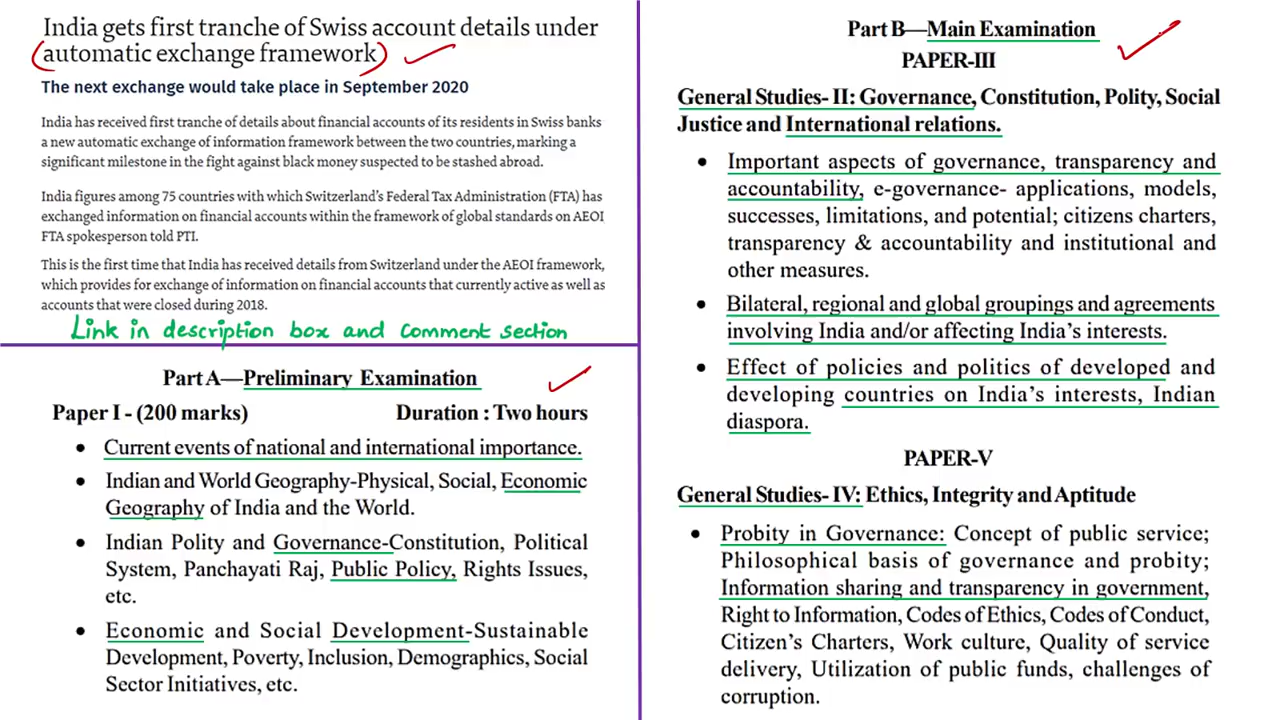 India gets first tranche of Swiss account details under
(automatic exchange framework)
The next exchange would take place in September 2020
India has received first tranche of details about financial accounts of its residents in Swiss banks
a new automatic exchange of information framework between the two countries, marking a
significant milestone in the fight against black money suspected to be stashed abroad.
India figures among 75 countries with which Switzerland's Federal Tax Administration (FTA) has
exchanged information on financial accounts within the framework of global standards on AEOI
FTA spokesperson told PTI.
This is the first time that India has received details from Switzerland under the AEOI framework,
which provides for exchange of information on financial accounts that currently active as well as
accounts that were closed during 2018.
Link in description box and comment section
Part A—Preliminary Examination
Paper I - (200 marks) Duration : Two hours
• Current events of national and international importance.
• Indian and World Geography-Physical, Social, Economic
Geography of India and the World.
• Indian Polity and Governance-Constitution, Political
System, Panchayati Raj, Public Policy, Rights Issues,
etc.
• Economic and Social Development-Sustainable
Development, Poverty, Inclusion, Demographics, Social
Sector Initiatives, etc.
Part B—Main Examination
PAPER-III
General Studies- II: Governance, Constitution, Polity, Social
Justice and International relations.
• Important aspects of governance, transparency and
accountability, e-governance- applications, models,
successes, limitations, and potential; citizens charters,
transparency & accountability and institutional and
other measures.
• Bilateral, regional and global groupings and agreements
involving India and/or affecting India's interests.
• Effect of policies and politics of developed and
developing countries on India's interests, Indian
diaspora.
PAPER-V
General Studies- IV: Ethics, Integrity and Aptitude
• Probity in Governance: Concept of public service;
Philosophical basis of governance and probity;
Information sharing and transparency in government,
Right to Information, Codes of Ethics, Codes of Conduct,
Citizen's Charters, Work culture, Quality of service
delivery, Utilization of public funds, challenges of
corruption.